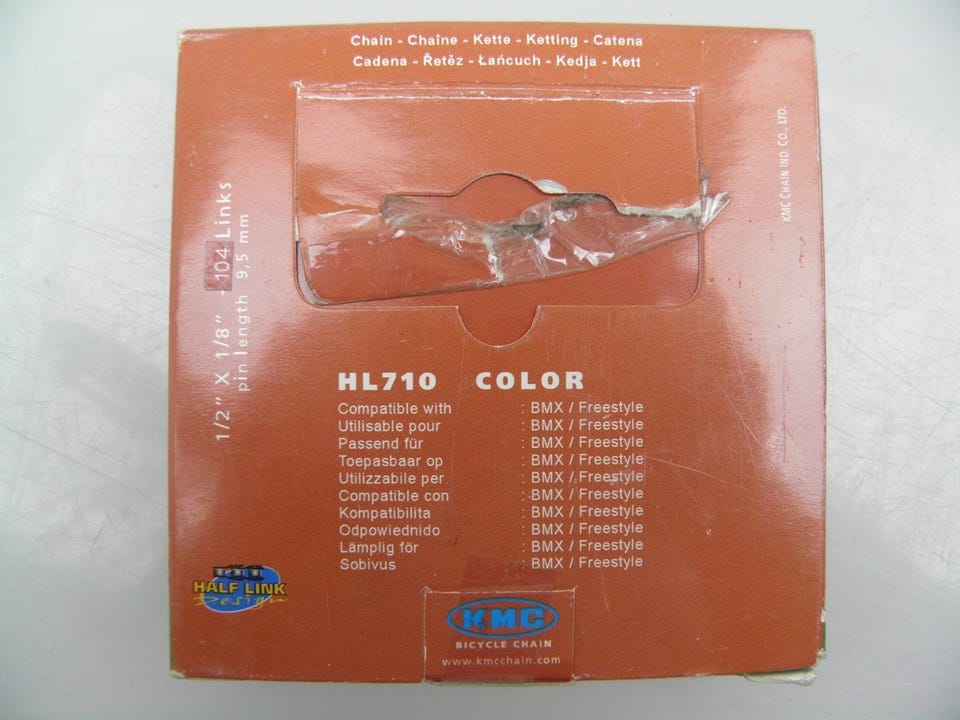 Chain - Chaîne - Kette - Ketting - Catena
Cadena - Řetěz - Łańcuch - Kedja - Kett
KMC CHAIN IND. CO., LTD.
1/2" X 1/8" - 104 Links
pin length 9,5 mm
HL710 COLOR
Compatible with : BMX / Freestyle
Utilisable pour : BMX / Freestyle
Passend für : BMX / Freestyle
Toepasbaar op : BMX / Freestyle
Utilizzabile per : BMX / Freestyle
Compatible con : BMX / Freestyle
Kompatibilita : BMX / Freestyle
Odpowiednido : BMX / Freestyle
Lämplig för : BMX / Freestyle
Sobivus : BMX / Freestyle
HALF LINK
Design
KMC
BICYCLE CHAIN
www.kmcchain.com